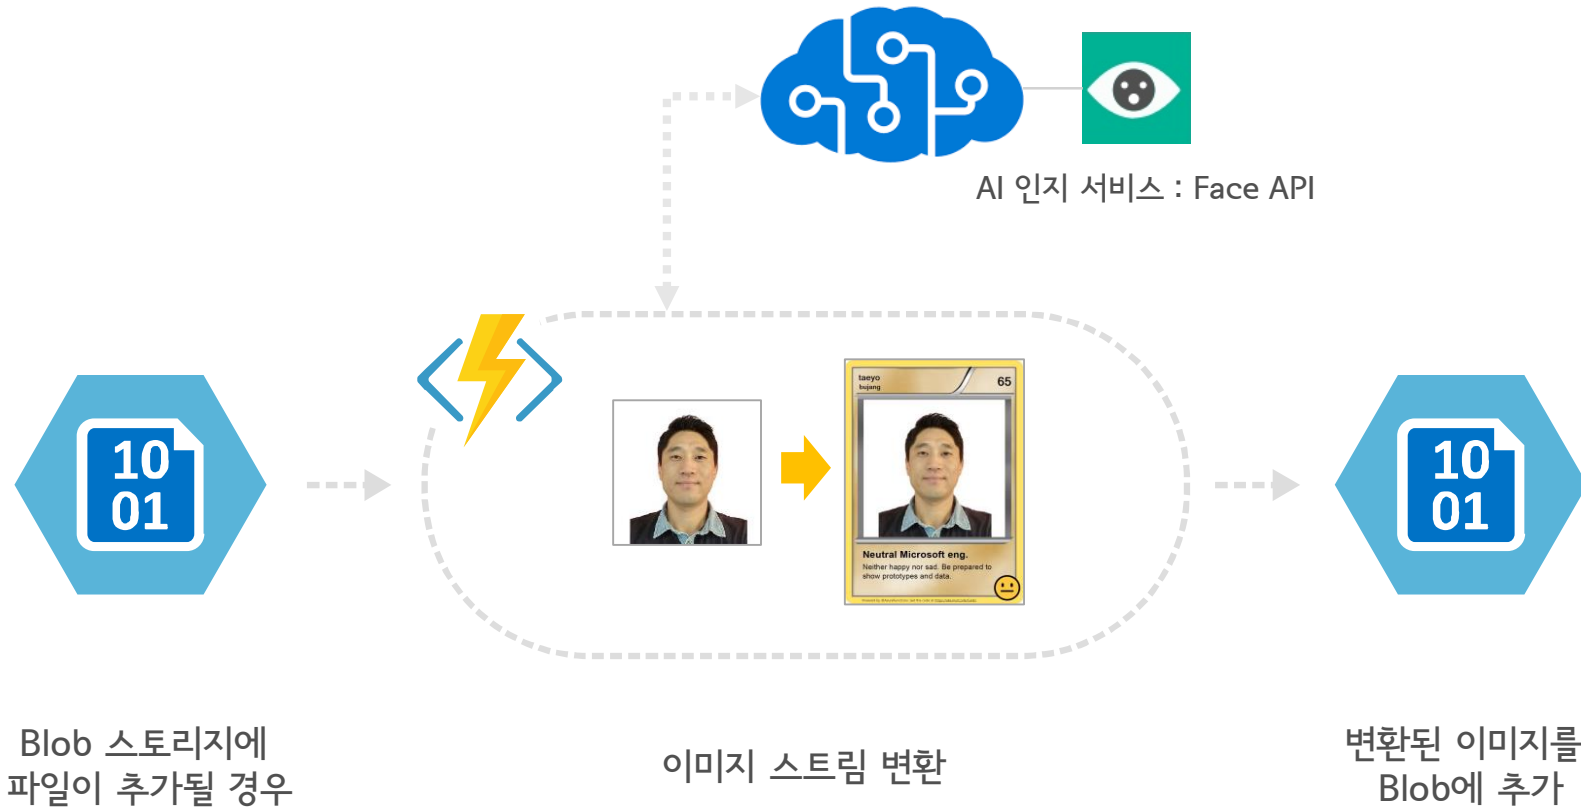 AI 인지 서비스 : Face API
10
01
taeyo
bujang
65
Neutral Microsoft eng.
Neither happy nor sad. Be prepared to
show prototypes and data.
10
01
Blob 스토리지에
파일이 추가될 경우
이미지 스트림 변환
변환된 이미지를
Blob에 추가